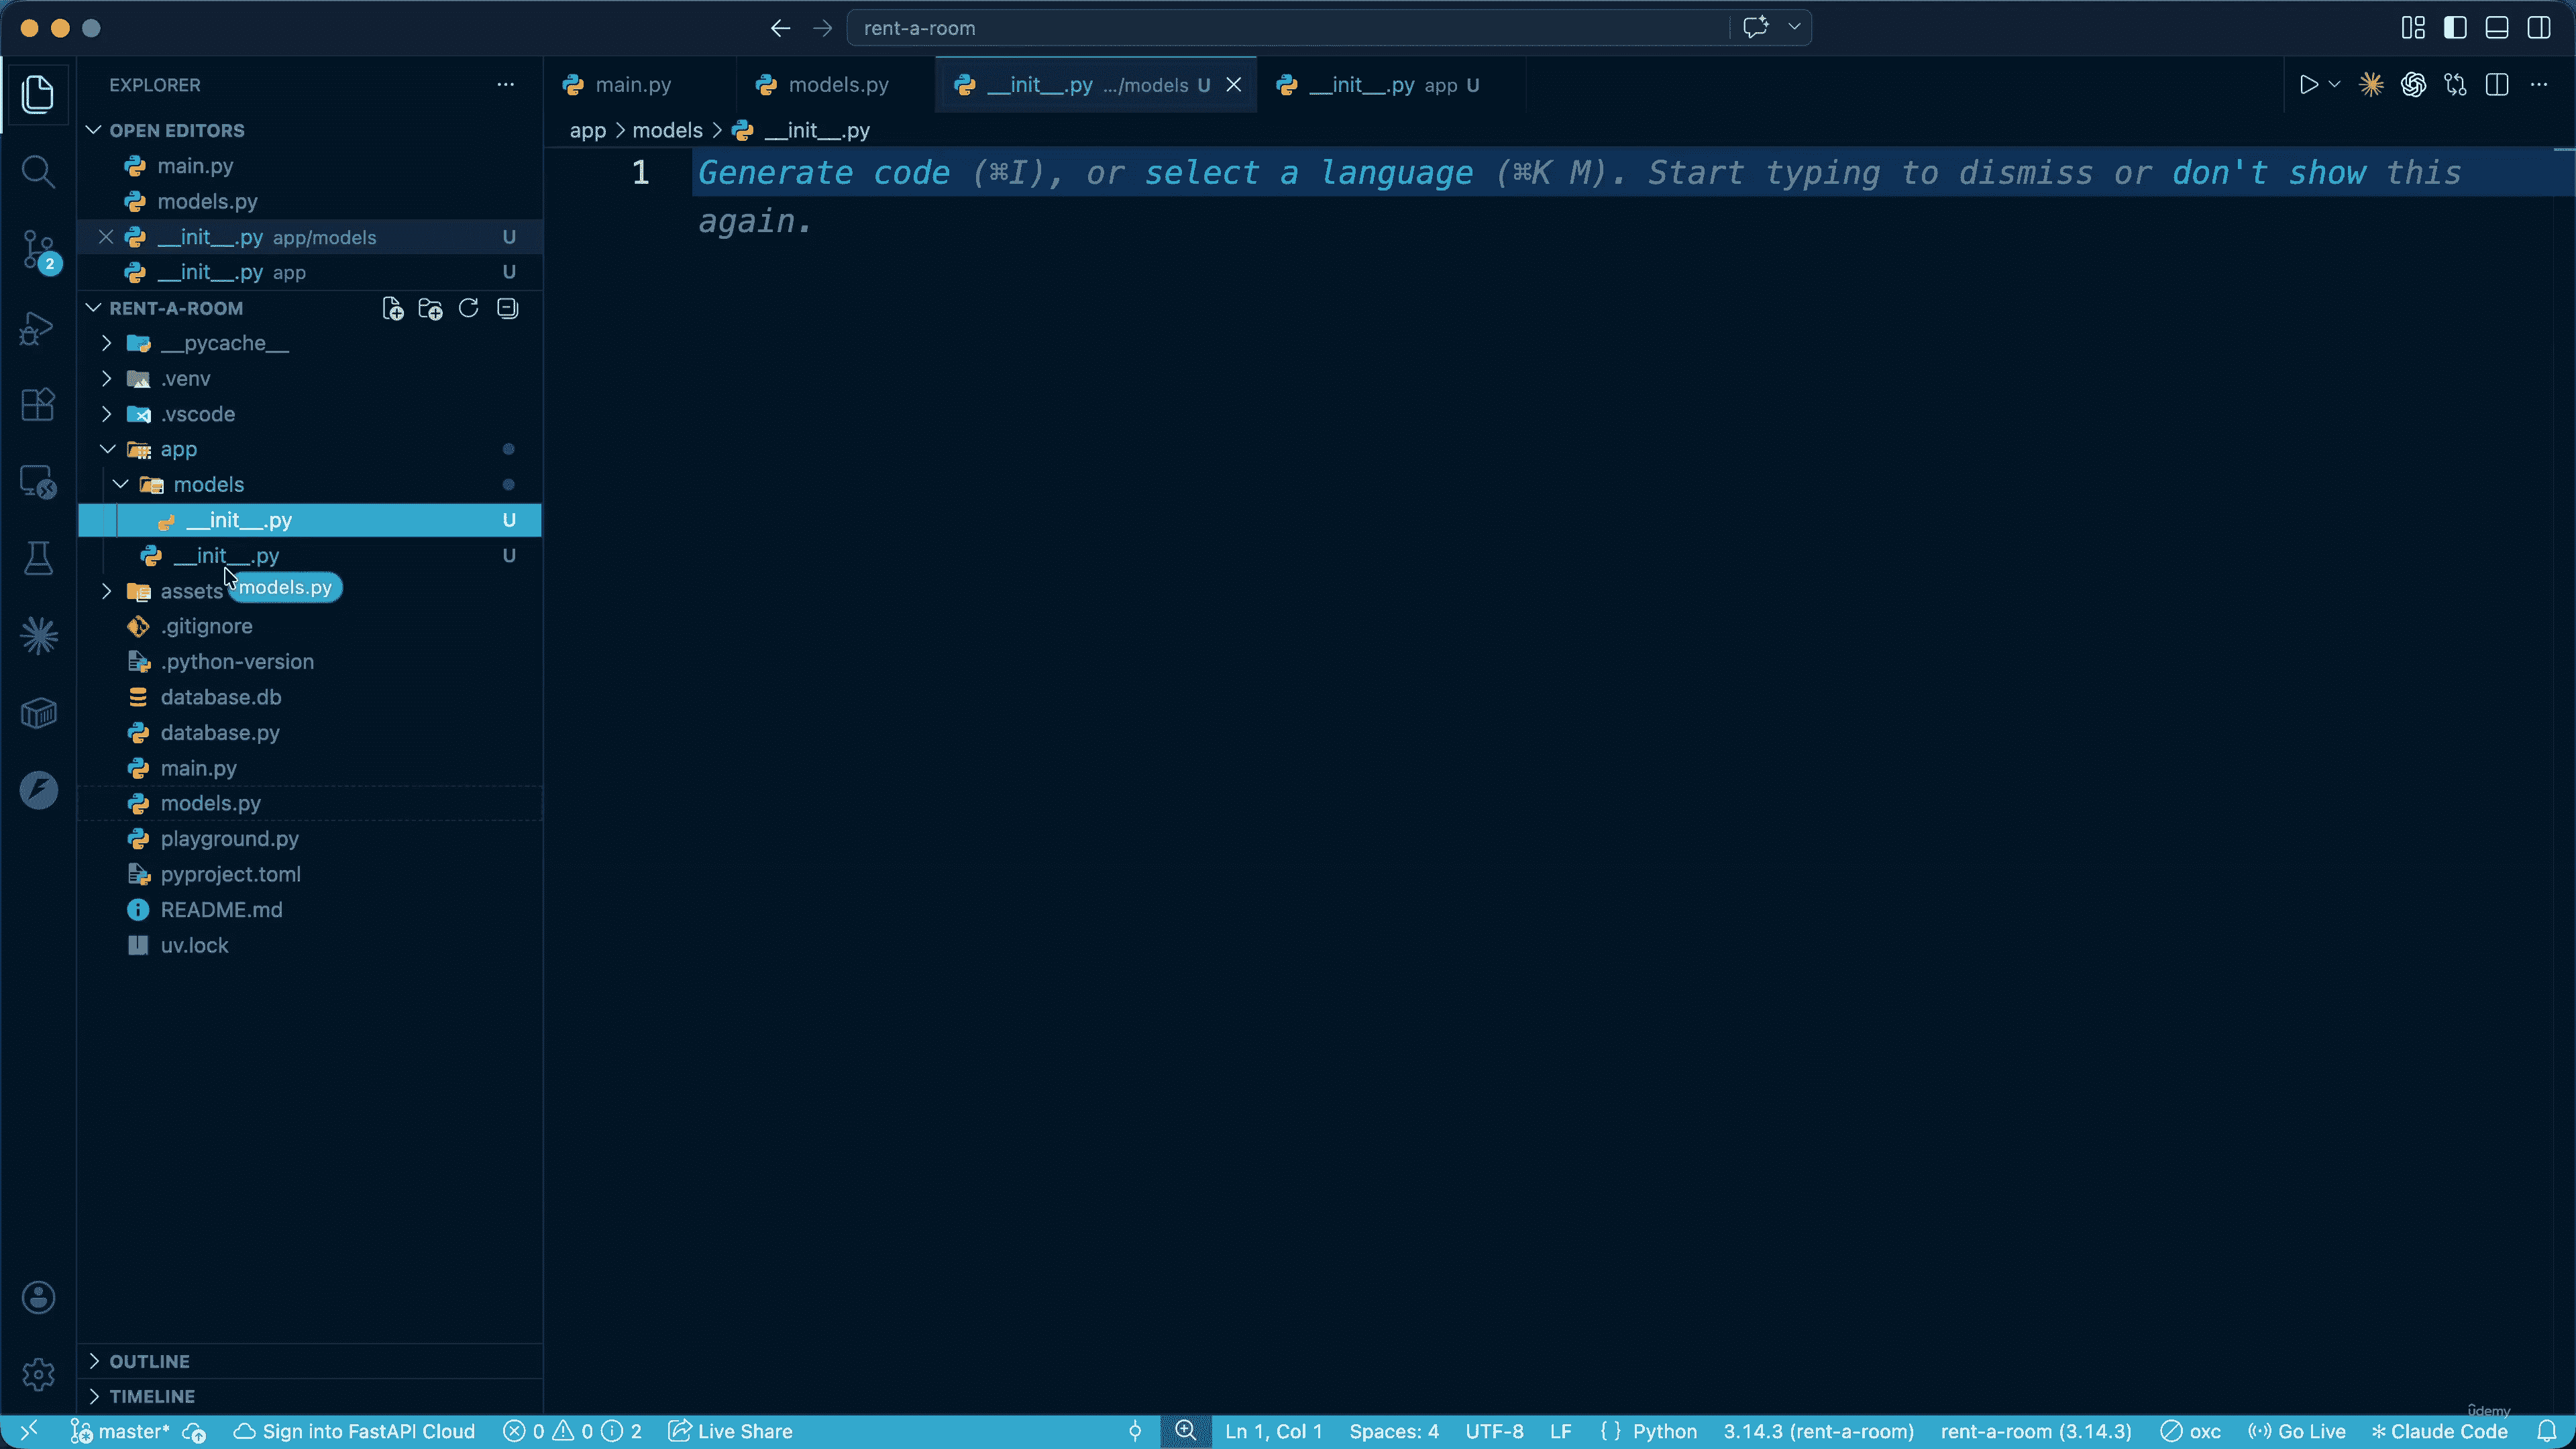 rent-a-room
EXPLORER
OPEN EDITORS
main.py
models.py
__init__.py app/models U
__init__.py app U
RENT-A-ROOM
__pycache__
.venv
.vscode
app
models
__init__.py U
__init__.py U
models.py
assets
.gitignore
.python-version
database.db
database.py
main.py
models.py
playground.py
pyproject.toml
README.md
uv.lock
OUTLINE
TIMELINE
2
main.py
models.py
__init__.py .../models U
__init__.py app U
app > models > __init__.py
1
Generate code (⌘I), or select a language (⌘K M). Start typing to dismiss or don't show this
again.
ûdemy
master* Sign into FastAPI Cloud 0 0 2 Live Share Ln 1, Col 1 Spaces: 4 UTF-8 LF {} Python 3.14.3 (rent-a-room) rent-a-room (3.14.3) oxc Go Live Claude Code